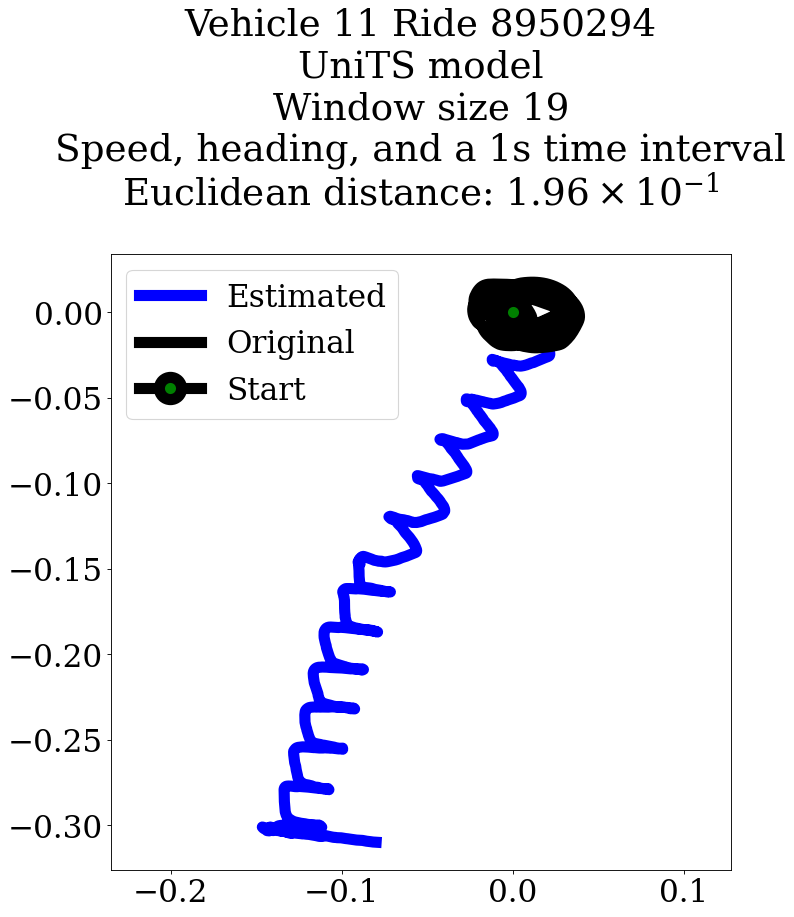 Vehicle 11 Ride 8950294
UniTS model
Window size 19
Speed, heading, and a 1s time interval
Euclidean distance: 1.96 × 10⁻¹
Estimated
Original
Start
0.00
−0.05
−0.10
−0.15
−0.20
−0.25
−0.30
−0.2
−0.1
0.0
0.1